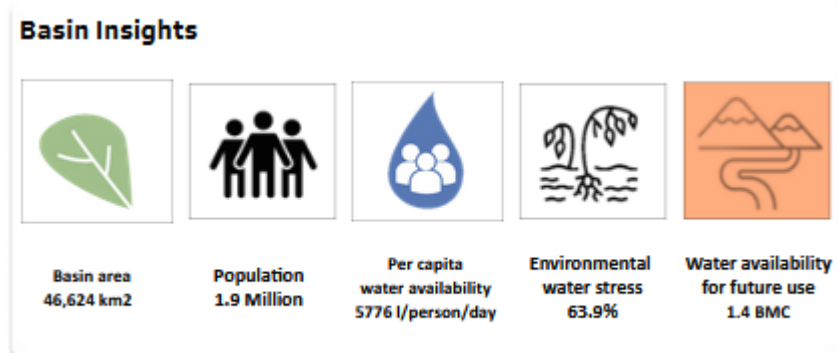 Basin Insights
Basin area
46,624 km2
Population
1.9 Million
Per capita
water availability
5776 l/person/day
Environmental
water stress
63.9%
Water availability
for future use
1.4 BMC